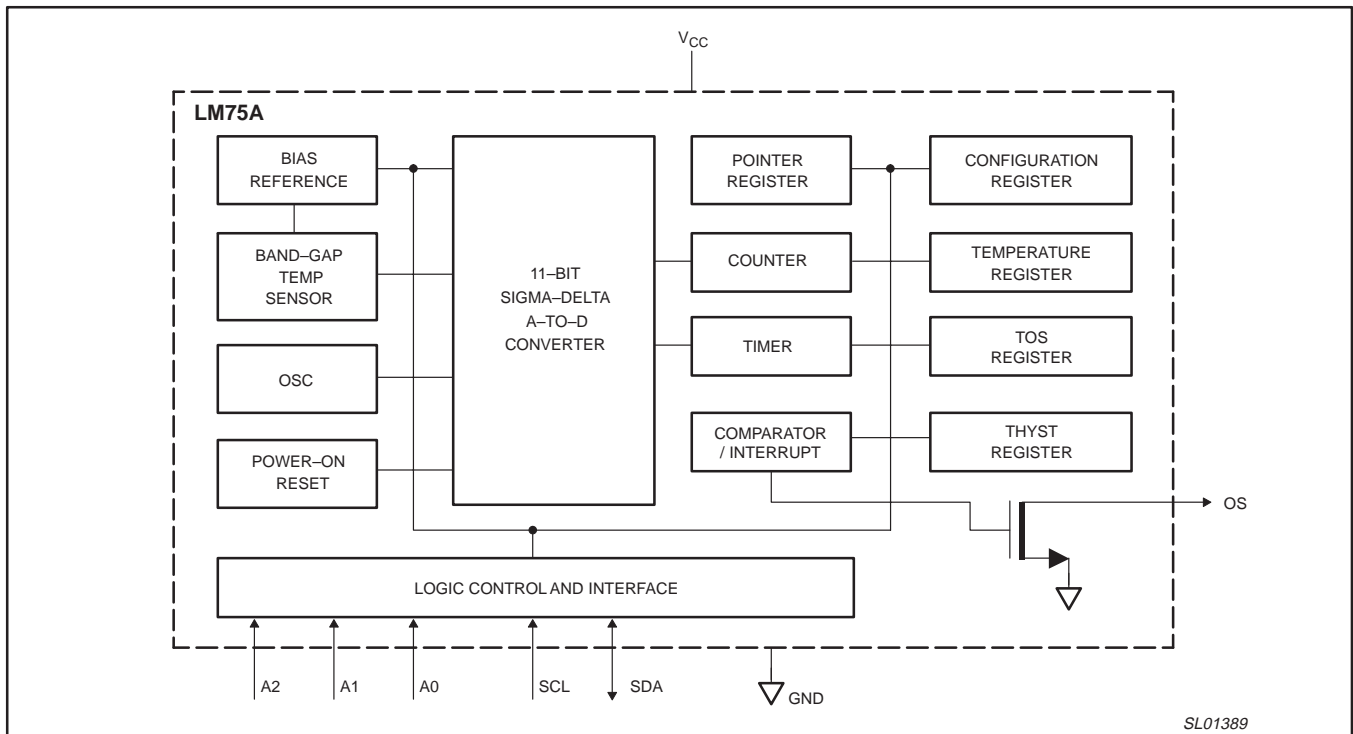 VCC
LM75A
BIAS
REFERENCE
BAND–GAP
TEMP
SENSOR
OSC
POWER–ON
RESET
11–BIT
SIGMA–DELTA
A–TO–D
CONVERTER
POINTER
REGISTER
COUNTER
TIMER
COMPARATOR
/ INTERRUPT
CONFIGURATION
REGISTER
TEMPERATURE
REGISTER
TOS
REGISTER
THYST
REGISTER
OS
LOGIC CONTROL AND INTERFACE
A2
A1
A0
SCL
SDA
GND
SL01389